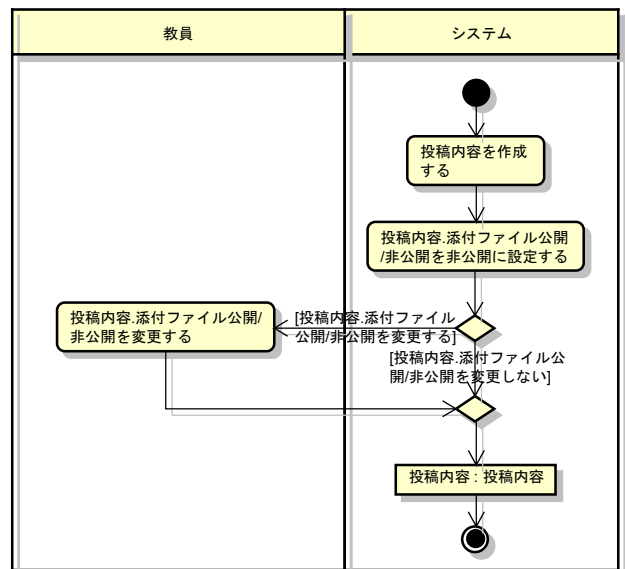 教員
システム
投稿内容を作成
する
投稿内容.添付ファイル公開
/非公開を非公開に設定する
投稿内容.添付ファイル公開/
非公開を変更する
[投稿内容.添付ファイル
公開/非公開を変更する]
[投稿内容.添付ファイル公
開/非公開を変更しない]
投稿内容 : 投稿内容